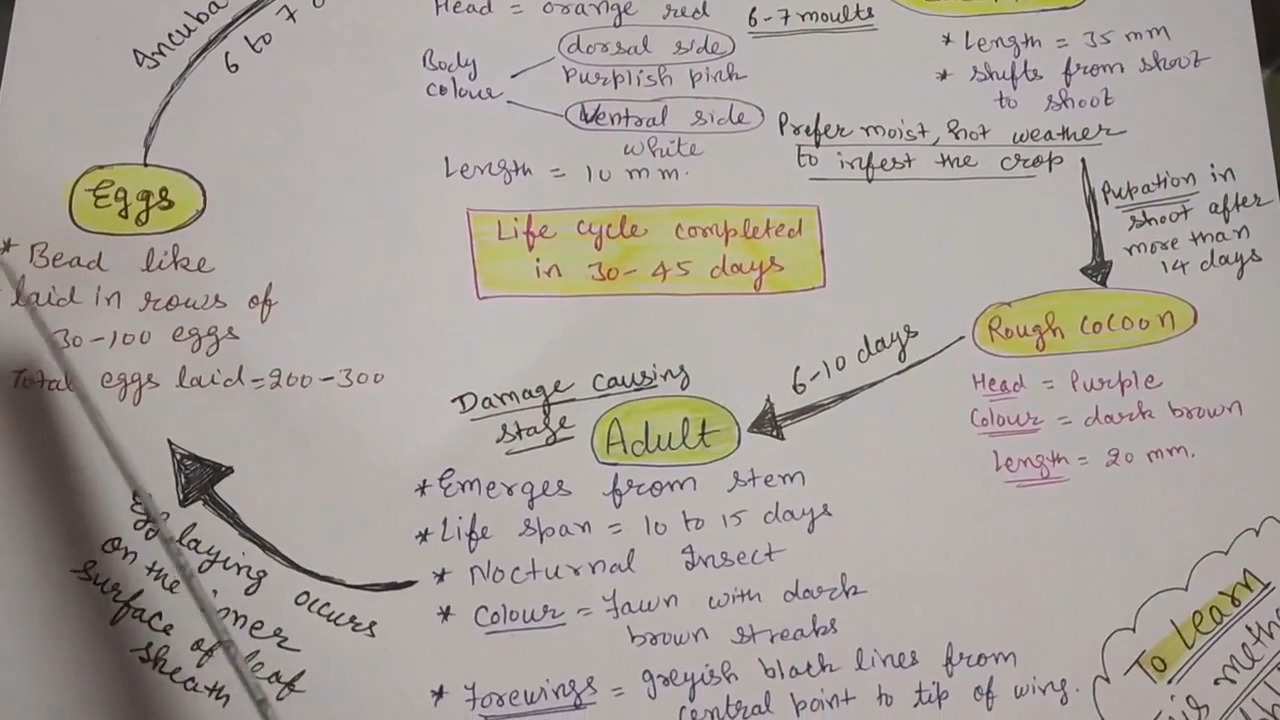 Incuba
6 to 7
Head = orange red
6-7 moults
Body
colour
dorsal side
Purplish pink
Ventral side
white
Length = 10 mm.
* Length = 35 mm
* shifts from shoot
to shoot
Prefer moist, hot weather
to infest the crop
Pupation in
shoot after
more than
14 days
Eggs
* Bead like
laid in rows of
30-100 eggs
Total eggs laid = 200-300
Life cycle completed
in 30-45 days
Rough Cocoon
Head = Purple
Colour = dark brown
Length = 20 mm.
6-10 days
Damage causing
stage
Adult
* Emerges from stem
* Life span = 10 to 15 days
* Nocturnal Insect
* Colour = Fawn with dark
brown streaks
* Forewings = greyish black lines from
central point to tip of wing.
Egg laying occurs
on the inner
surface of leaf
sheath
To Learn